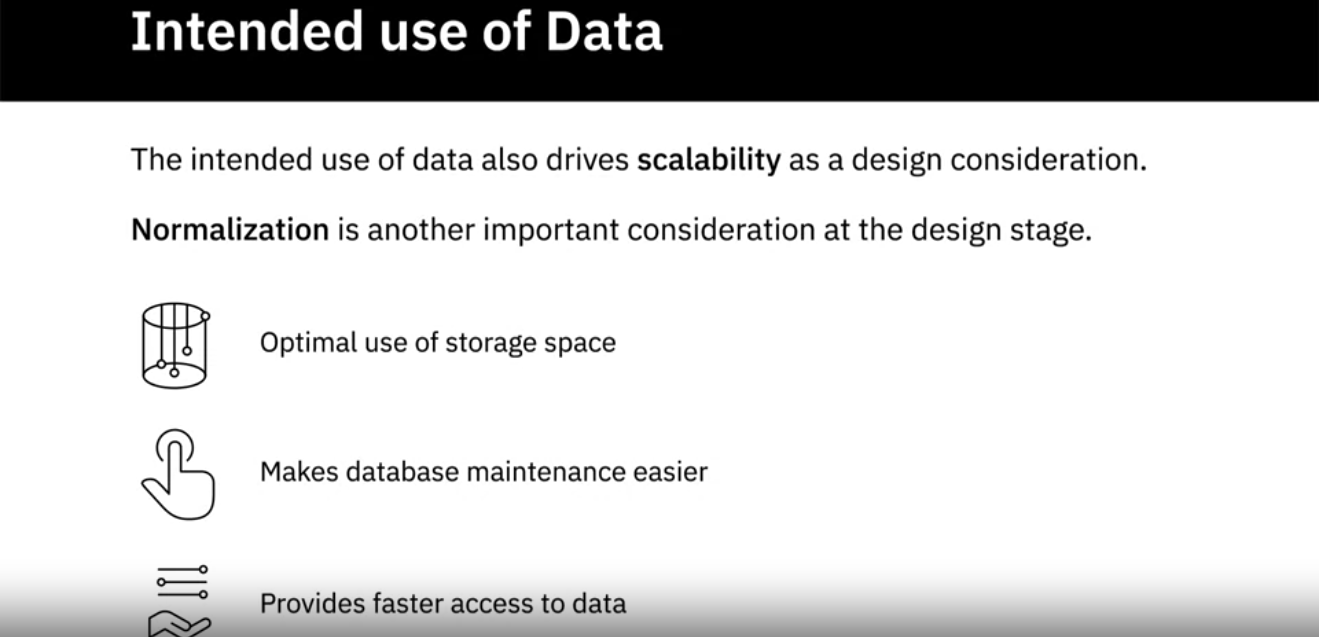 Intended use of Data
The intended use of data also drives scalability as a design consideration.
Normalization is another important consideration at the design stage.
Optimal use of storage space
Makes database maintenance easier
Provides faster access to data